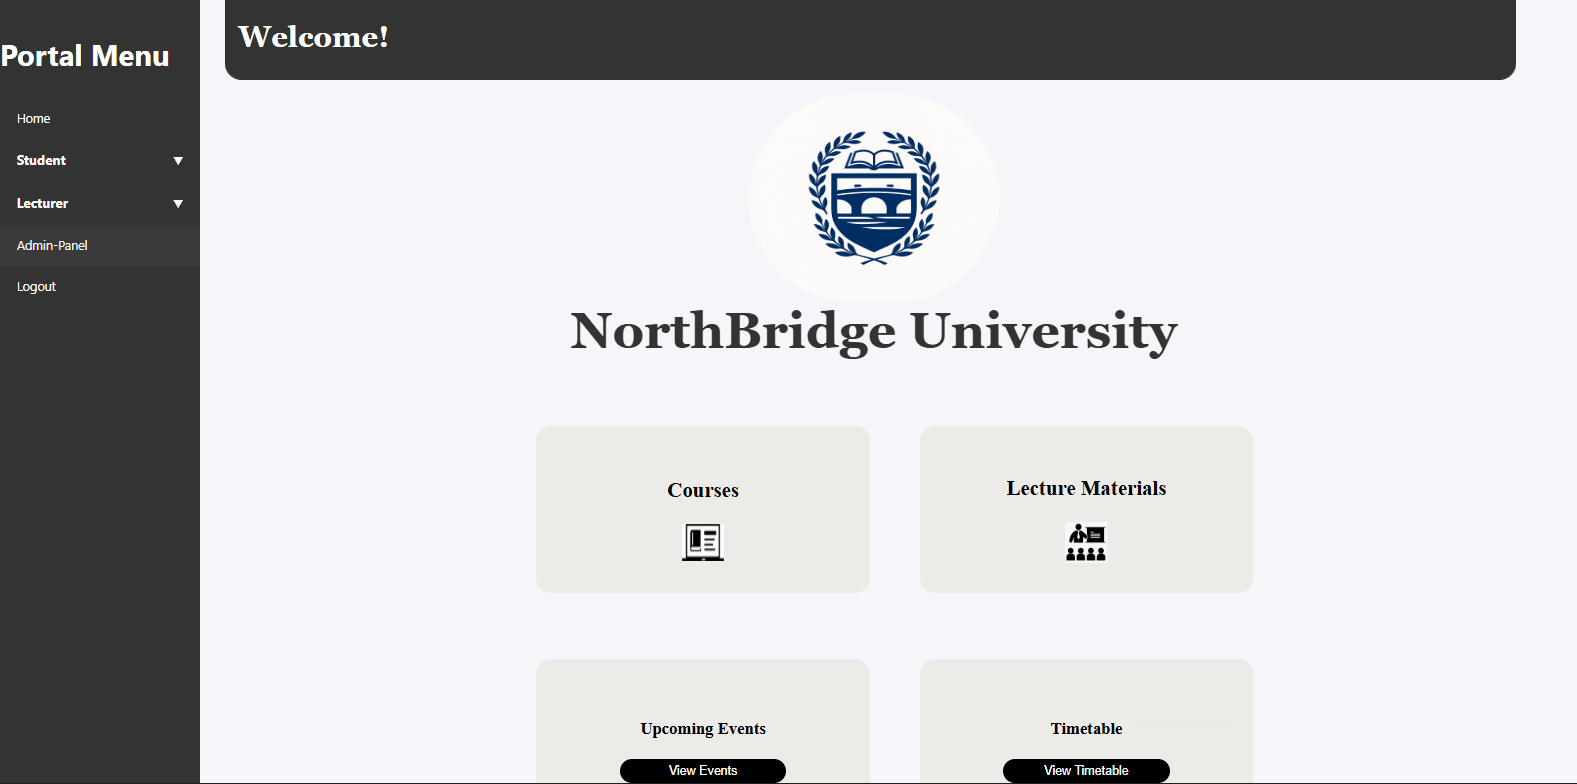 Portal Menu
Home
Student
Lecturer
Admin-Panel
Logout
Welcome!
NorthBridge University
Courses
Lecture Materials
Upcoming Events
View Events
Timetable
View Timetable